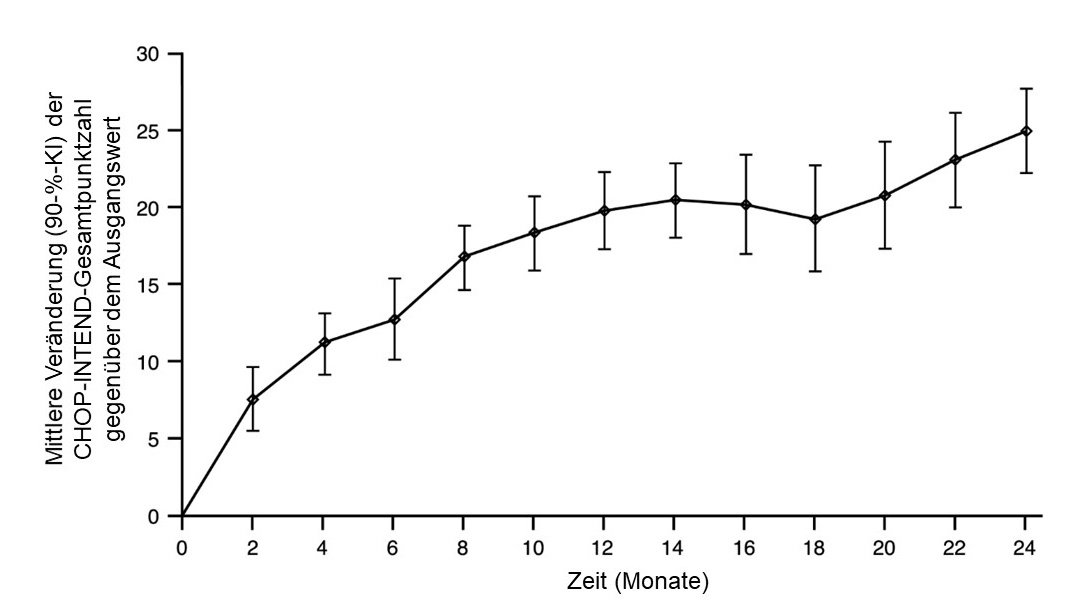 Mittlere Veränderung (90-%-KI) der
CHOP-INTEND-Gesamtpunktzahl
gegenüber dem Ausgangswert
30
25
20
15
10
5
0
0 2 4 6 8 10 12 14 16 18 20 22 24
Zeit (Monate)